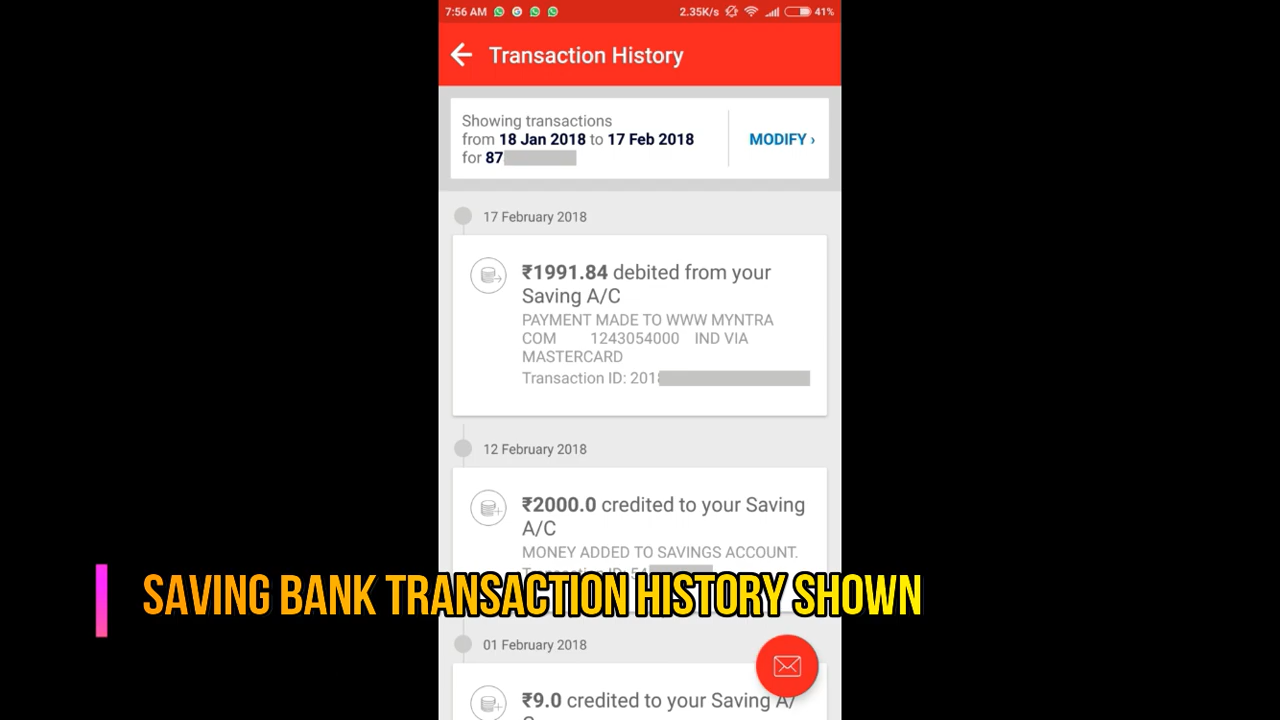 7:56 AM
2.35K/s
41%
Transaction History
Showing transactions
from 18 Jan 2018 to 17 Feb 2018
for 87
MODIFY ›
17 February 2018
₹1991.84 debited from your
Saving A/C
PAYMENT MADE TO WWW MYNTRA
COM 1243054000 IND VIA
MASTERCARD
Transaction ID: 201
12 February 2018
₹2000.0 credited to your Saving
A/C
MONEY ADDED TO SAVINGS ACCOUNT.
Transaction ID: 54
SAVING BANK TRANSACTION HISTORY SHOWN
01 February 2018
₹9.0 credited to your Saving A/